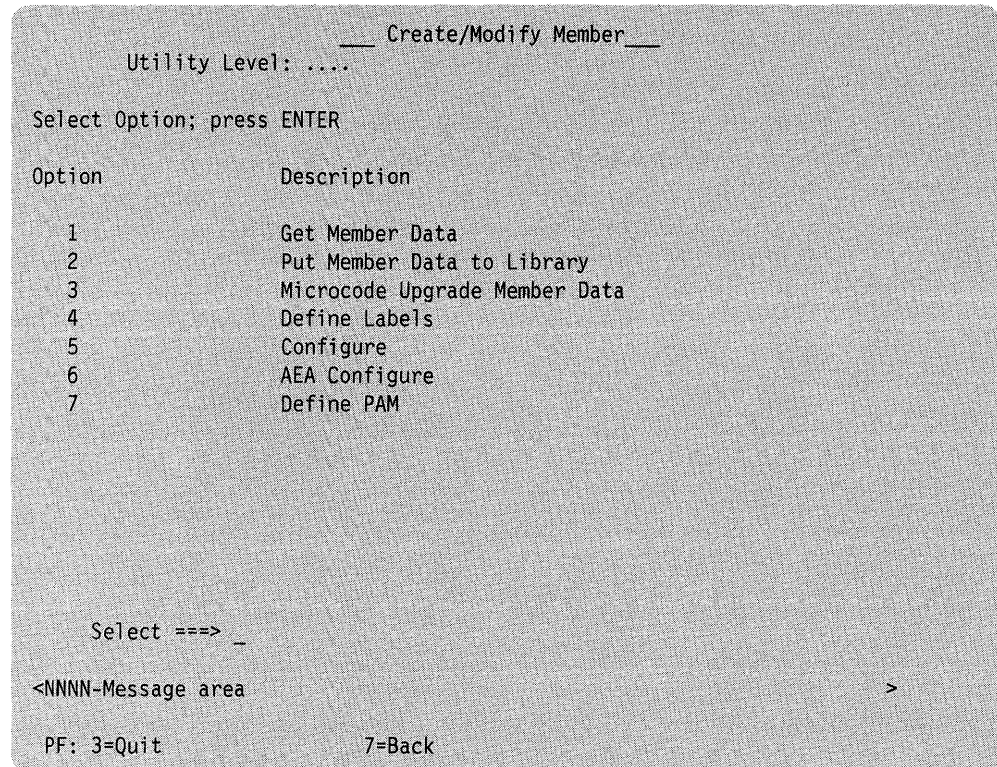 ___ Create/Modify Member___
Utility Level: ....
Select Option; press ENTER
Option Description
1 Get Member Data
2 Put Member Data to Library
3 Microcode Upgrade Member Data
4 Define Labels
5 Configure
6 AEA Configure
7 Define PAM
Select ===> _
<NNNN-Message area >
PF: 3=Quit 7=Back